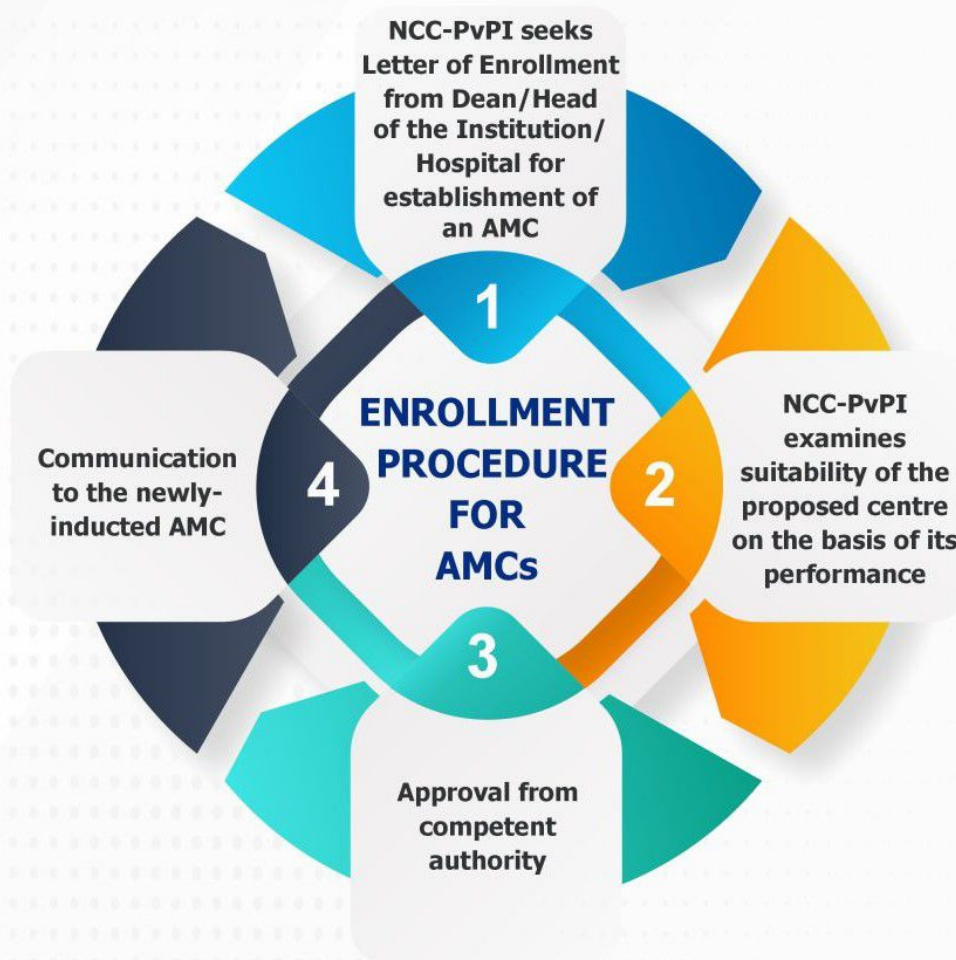 NCC-PvPI seeks
Letter of Enrollment
from Dean/Head
of the Institution/
Hospital for
establishment of
an AMC
1
ENROLLMENT
PROCEDURE
FOR
AMCs
2
NCC-PvPI
examines
suitability of the
proposed centre
on the basis of its
performance
3
Approval from
competent
authority
4
Communication
to the newly-
inducted AMC